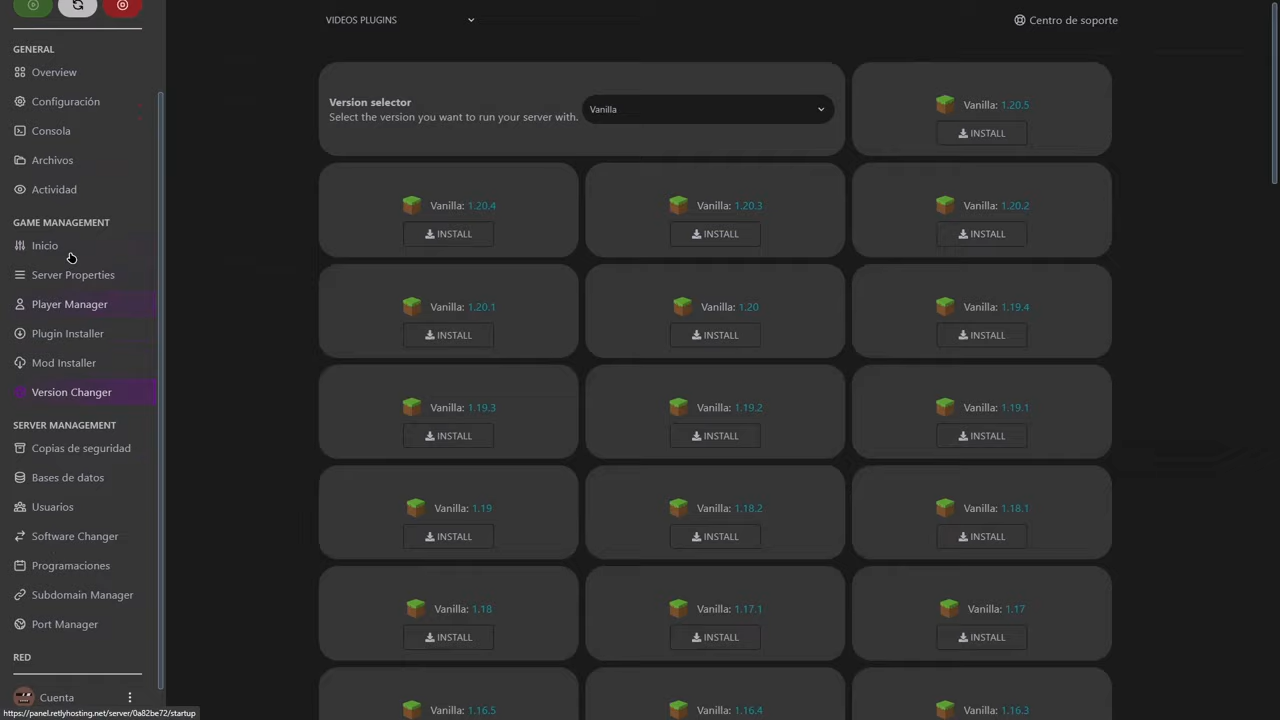 VIDEOS PLUGINS
Centro de soporte
GENERAL
Overview
Configuración
Consola
Archivos
Actividad
GAME MANAGEMENT
Inicio
Server Properties
Player Manager
Plugin Installer
Mod Installer
Version Changer
SERVER MANAGEMENT
Copias de seguridad
Bases de datos
Usuarios
Software Changer
Programaciones
Subdomain Manager
Port Manager
RED
Cuenta
https://panel.retlyhosting.net/server/0a82be72/startup
Version selector
Select the version you want to run your server with.
Vanilla
Vanilla: 1.20.5
INSTALL
Vanilla: 1.20.4
INSTALL
Vanilla: 1.20.3
INSTALL
Vanilla: 1.20.2
INSTALL
Vanilla: 1.20.1
INSTALL
Vanilla: 1.20
INSTALL
Vanilla: 1.19.4
INSTALL
Vanilla: 1.19.3
INSTALL
Vanilla: 1.19.2
INSTALL
Vanilla: 1.19.1
INSTALL
Vanilla: 1.19
INSTALL
Vanilla: 1.18.2
INSTALL
Vanilla: 1.18.1
INSTALL
Vanilla: 1.18
INSTALL
Vanilla: 1.17.1
INSTALL
Vanilla: 1.17
INSTALL
Vanilla: 1.16.5
Vanilla: 1.16.4
Vanilla: 1.16.3